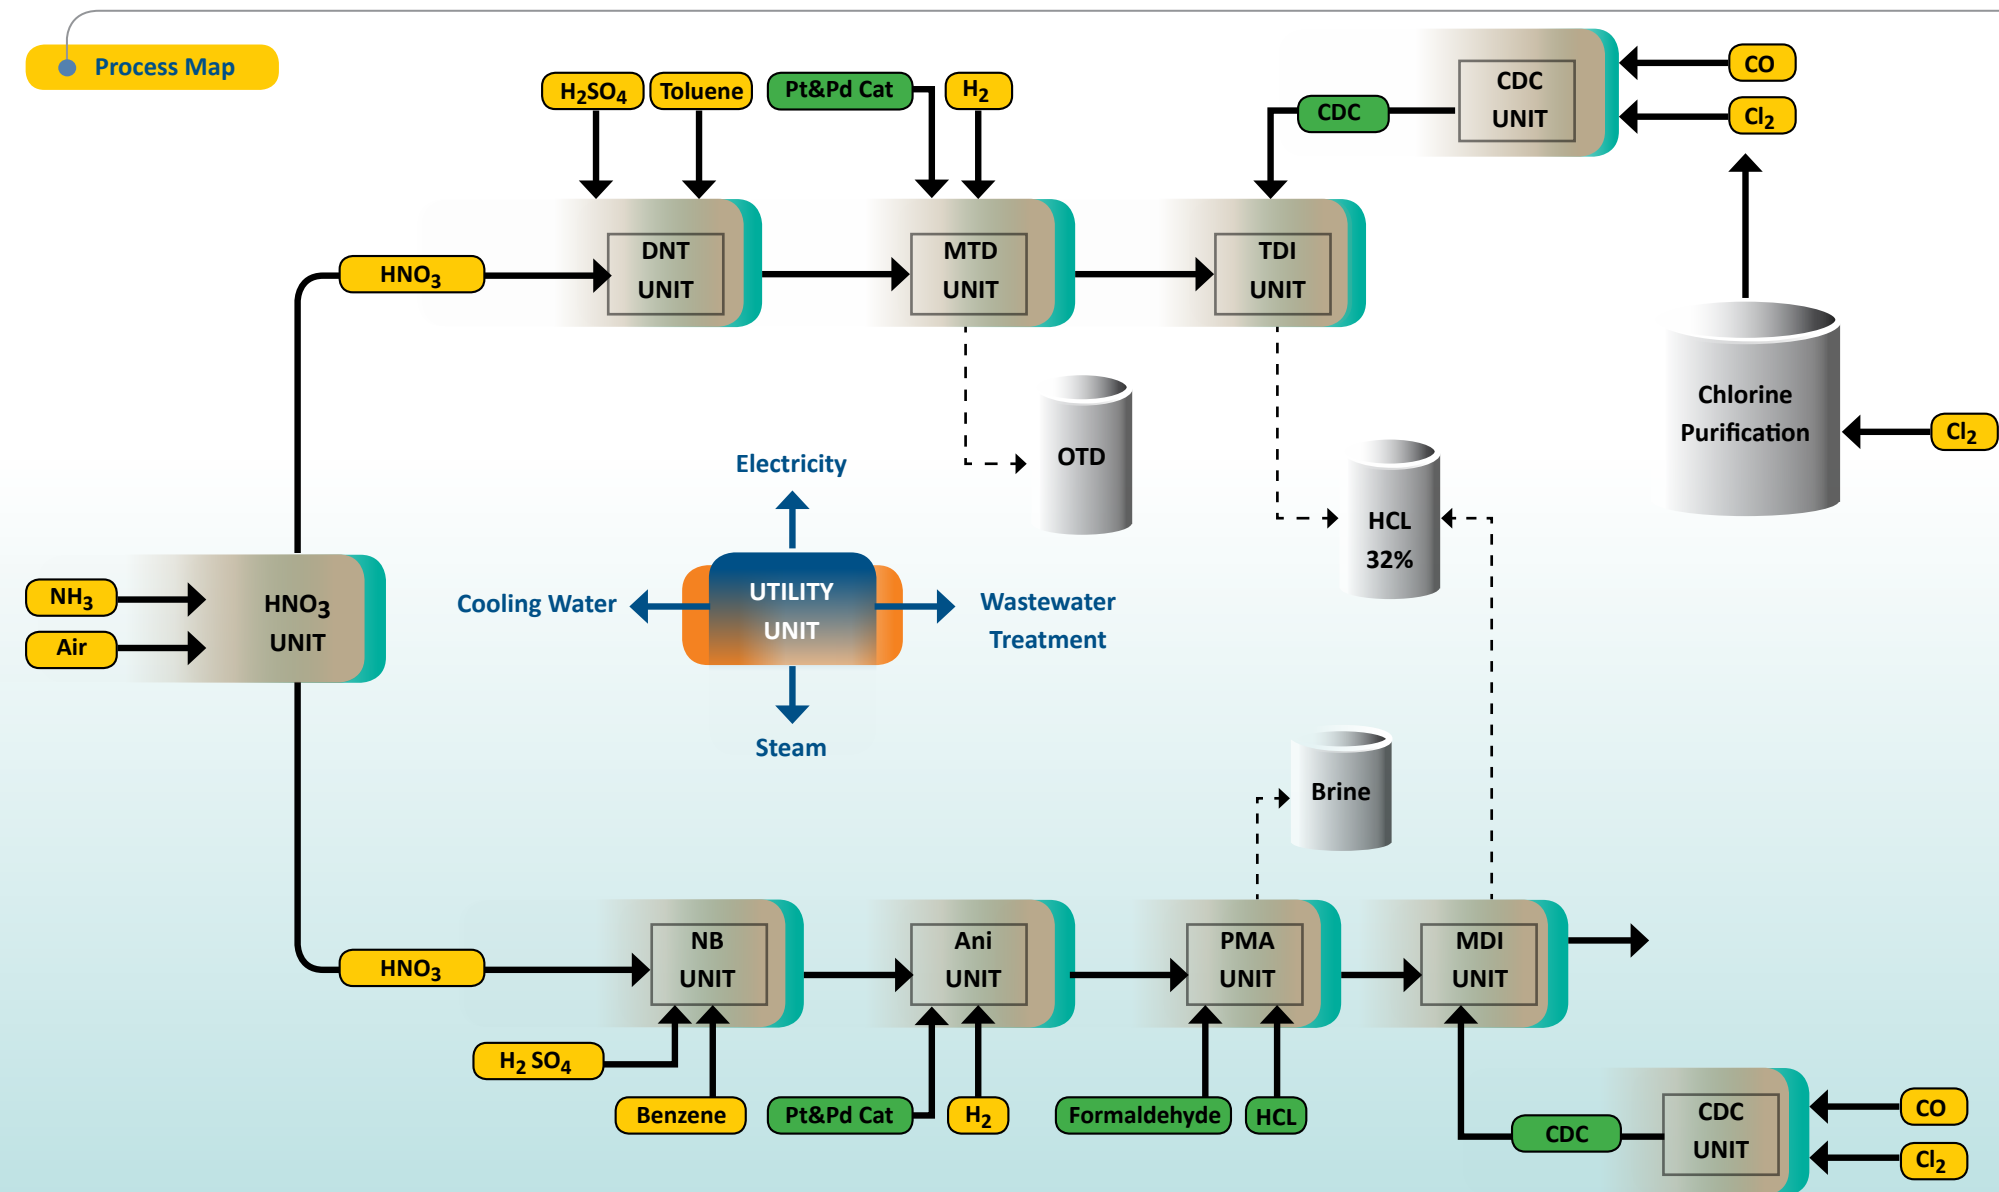 Process Map
H₂SO₄
Toluene
Pt&Pd Cat
H₂
CDC
CDC
UNIT
CO
Cl₂
HNO₃
DNT
UNIT
MTD
UNIT
TDI
UNIT
Chlorine
Purification
Cl₂
OTD
HCL
32%
Electricity
Cooling Water
UTILITY
UNIT
Wastewater
Treatment
Steam
NH₃
Air
HNO₃
UNIT
Brine
HNO₃
NB
UNIT
Ani
UNIT
PMA
UNIT
MDI
UNIT
H₂ SO₄
Benzene
Pt&Pd Cat
H₂
Formaldehyde
HCL
CDC
CDC
UNIT
CO
Cl₂